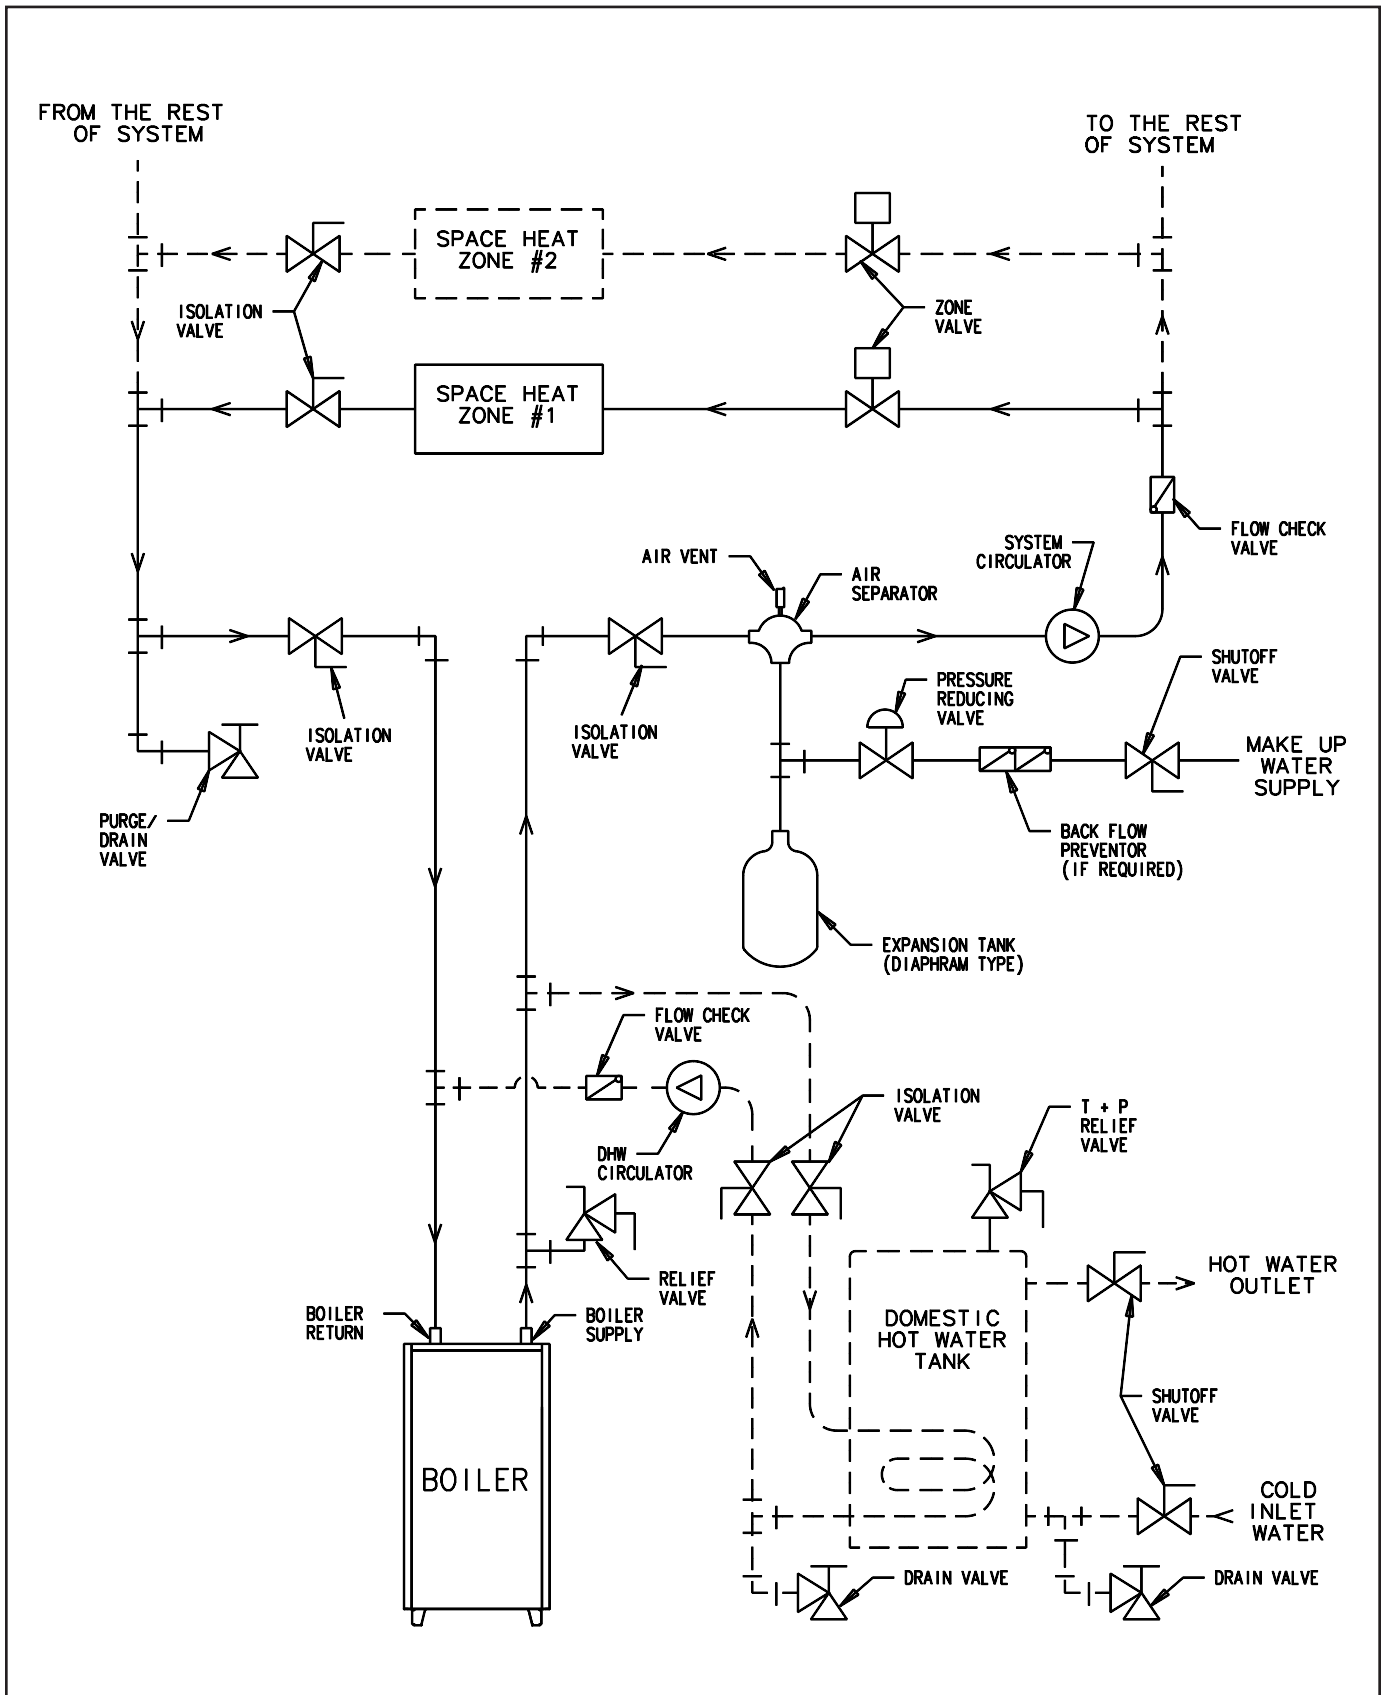 FROM THE REST
OF SYSTEM
TO THE REST
OF SYSTEM
SPACE HEAT
ZONE #2
ISOLATION
VALVE
ZONE
VALVE
SPACE HEAT
ZONE #1
FLOW CHECK
VALVE
SYSTEM
CIRCULATOR
AIR VENT
AIR
SEPARATOR
SHUTOFF
VALVE
PRESSURE
REDUCING
VALVE
ISOLATION
VALVE
ISOLATION
VALVE
MAKE UP
WATER
SUPPLY
PURGE/
DRAIN
VALVE
BACK FLOW
PREVENTOR
(IF REQUIRED)
EXPANSION TANK
(DIAPHRAM TYPE)
FLOW CHECK
VALVE
ISOLATION
VALVE
T + P
RELIEF
VALVE
DHW
CIRCULATOR
RELIEF
VALVE
HOT WATER
OUTLET
BOILER
RETURN
BOILER
SUPPLY
DOMESTIC
HOT WATER
TANK
SHUTOFF
VALVE
BOILER
COLD
INLET
WATER
DRAIN VALVE
DRAIN VALVE